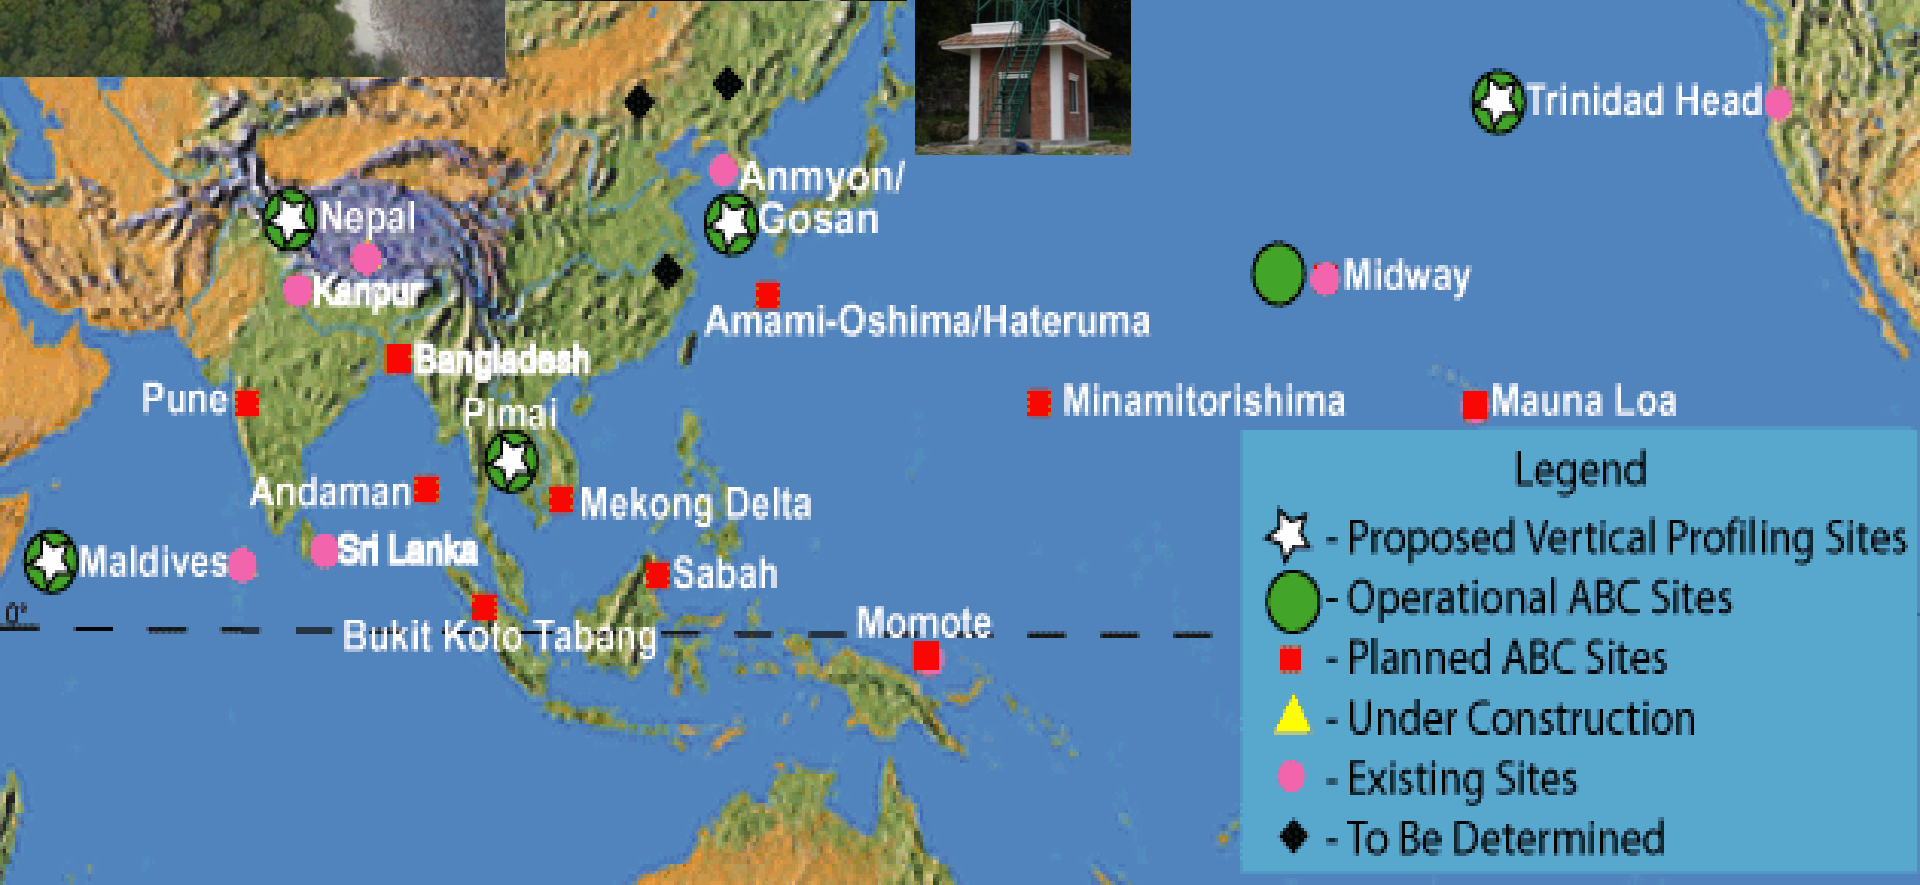 Trinidad Head
Anmyon/
Gosan
Nepal
Kanpur
Midway
Amami-Oshima/Hateruma
Bangladesh
Pune
Minamitorishima
Mauna Loa
Pimai
Andaman
Mekong Delta
Maldives
Sri Lanka
Sabah
0°
Bukit Koto Tabang
Momote
Legend
- Proposed Vertical Profiling Sites
- Operational ABC Sites
- Planned ABC Sites
- Under Construction
- Existing Sites
- To Be Determined